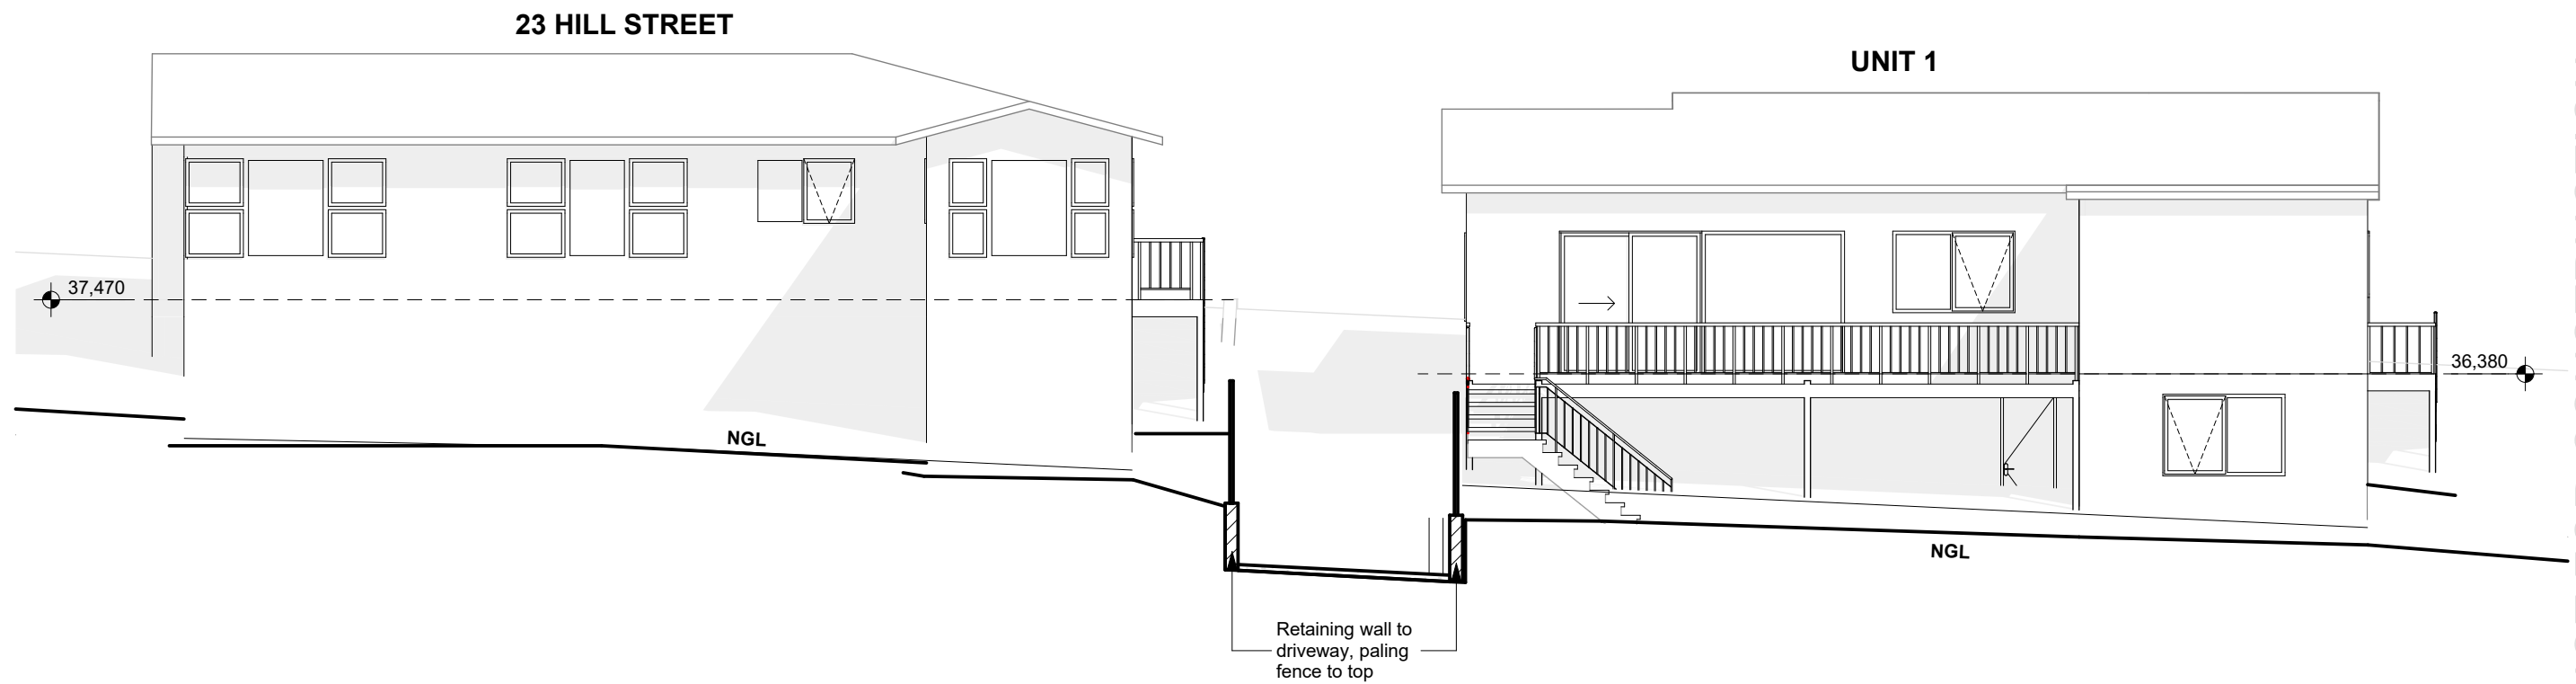 23 HILL STREET
UNIT 1
37,470
36,380
NGL
NGL
Retaining wall to
driveway, paling
fence to top